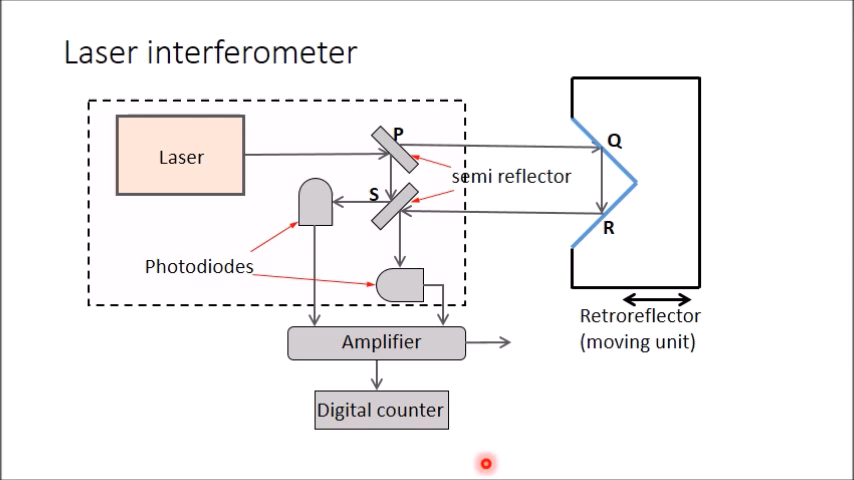 Laser interferometer
Laser
P
Q
semi reflector
S
R
Photodiodes
Retroreflector
(moving unit)
Amplifier
Digital counter